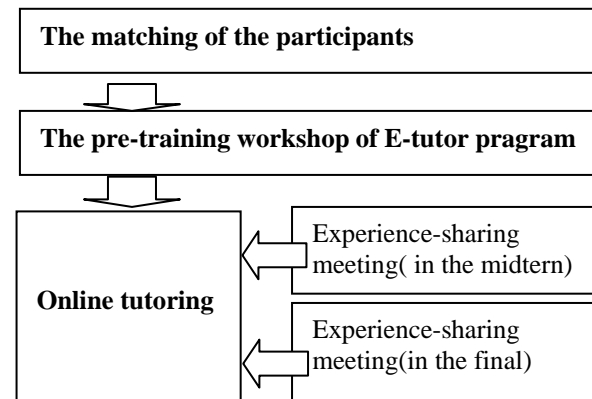 The matching of the participants
The pre-training workshop of E-tutor pragram
Online tutoring
Experience-sharing
meeting( in the midtern)
Experience-sharing
meeting(in the final)